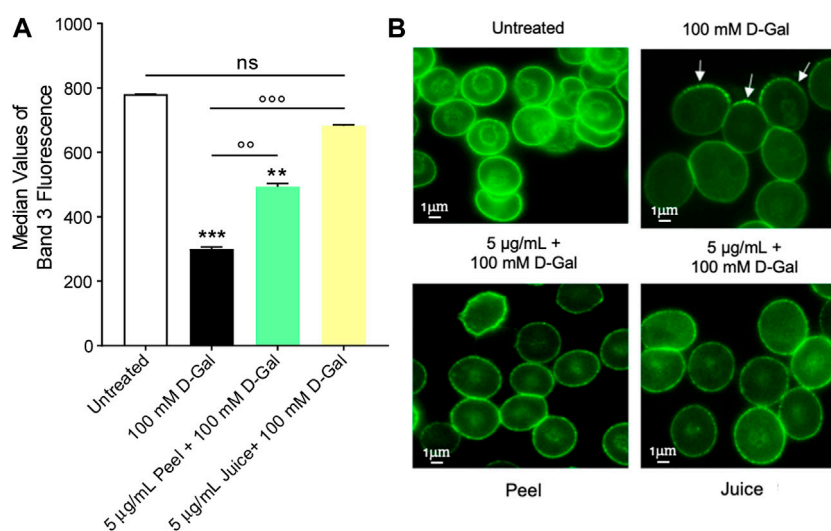 A
1000
800
600
400
200
0
Median Values of
Band 3 Fluorescence
ns
°°°
°°
**
***
Untreated
100 mM D-Gal
5 µg/mL Peel + 100 mM D-Gal
5 µg/mL Juice+ 100 mM D-Gal
B
Untreated
100 mM D-Gal
1µm
1µm
5 µg/mL +
100 mM D-Gal
5 µg/mL +
100 mM D-Gal
1µm
1µm
Peel
Juice